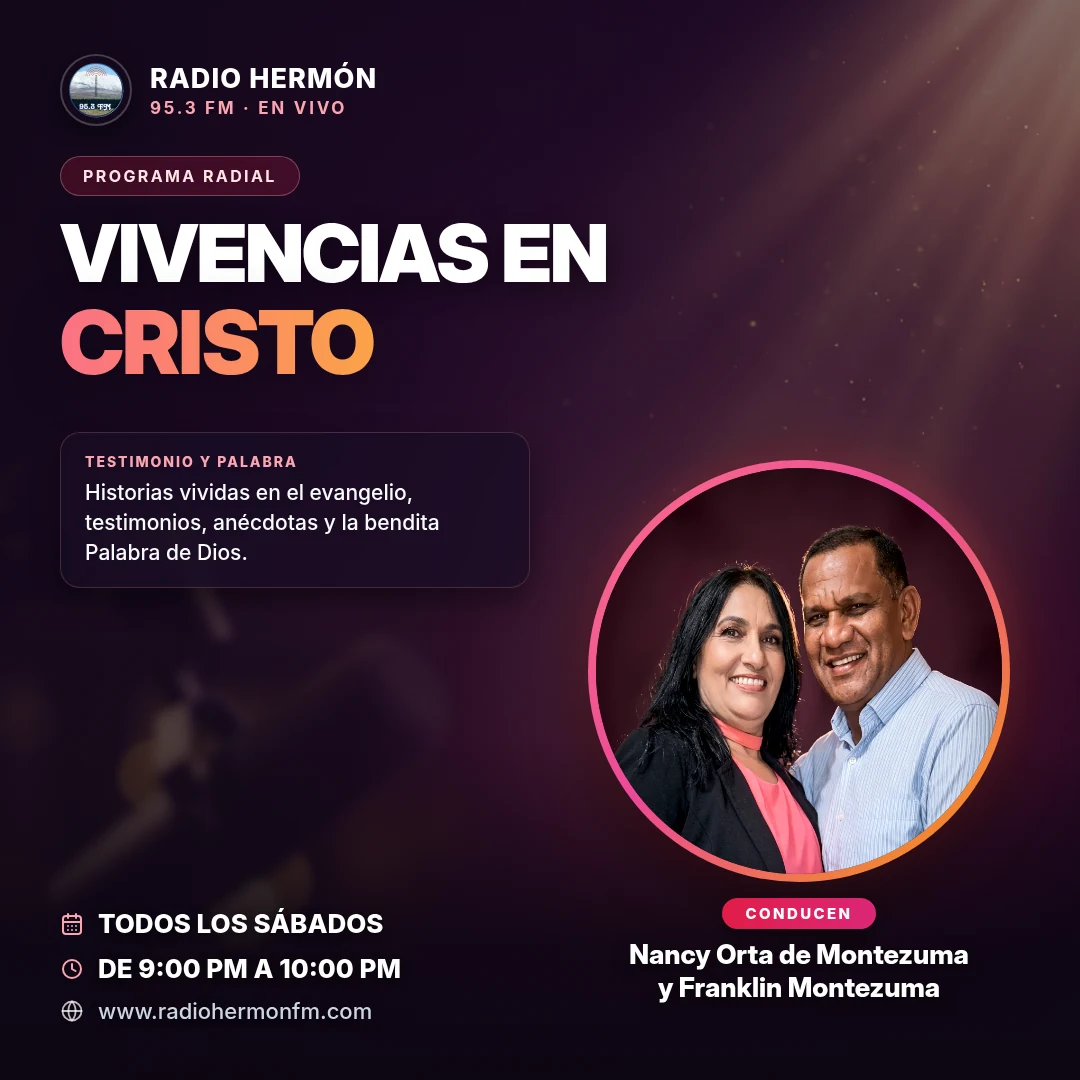 RADIO HERMÓN
95.3 FM · EN VIVO
PROGRAMA RADIAL
VIVENCIAS EN
CRISTO
TESTIMONIO Y PALABRA
Historias vividas en el evangelio,
testimonios, anécdotas y la bendita
Palabra de Dios.
CONDUCEN
Nancy Orta de Montezuma
y Franklin Montezuma
TODOS LOS SÁBADOS
DE 9:00 PM A 10:00 PM
www.radiohermonfm.com